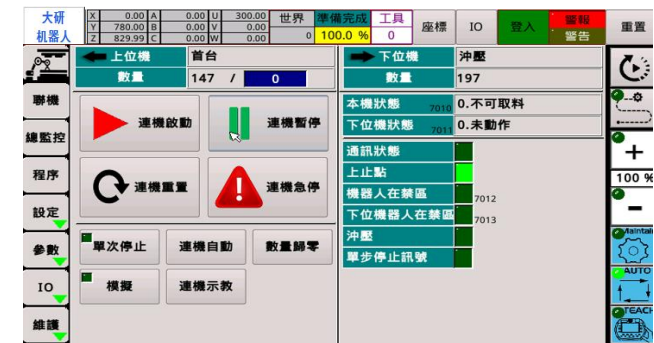 大研 机器人
X 0.00 A 0.00 U 300.00
Y 780.00 B 0.00 V 0.00
Z 829.99 C 0.00 W 0.00
世界 0
準備完成 100.0 %
工具 0
座標 IO 登入
警報 警告
重置
上位機 首台
數量 147 / 0
下位機 沖壓
數量 197
聯機
總監控
程序
設定
參數
IO
維護
連機啟動 連機暫停
連機重置 連機急停
單次停止 連機自動 數量歸零
模擬 連機示教
本機狀態 7010 0.不可取料
下位機狀態 7011 0.未動作
通訊狀態
上止點
機器人在禁區 7012
下位機器人在禁區 7013
沖壓
單步停止訊號
+
100 %
-
Maintain
AUTO
TEACH